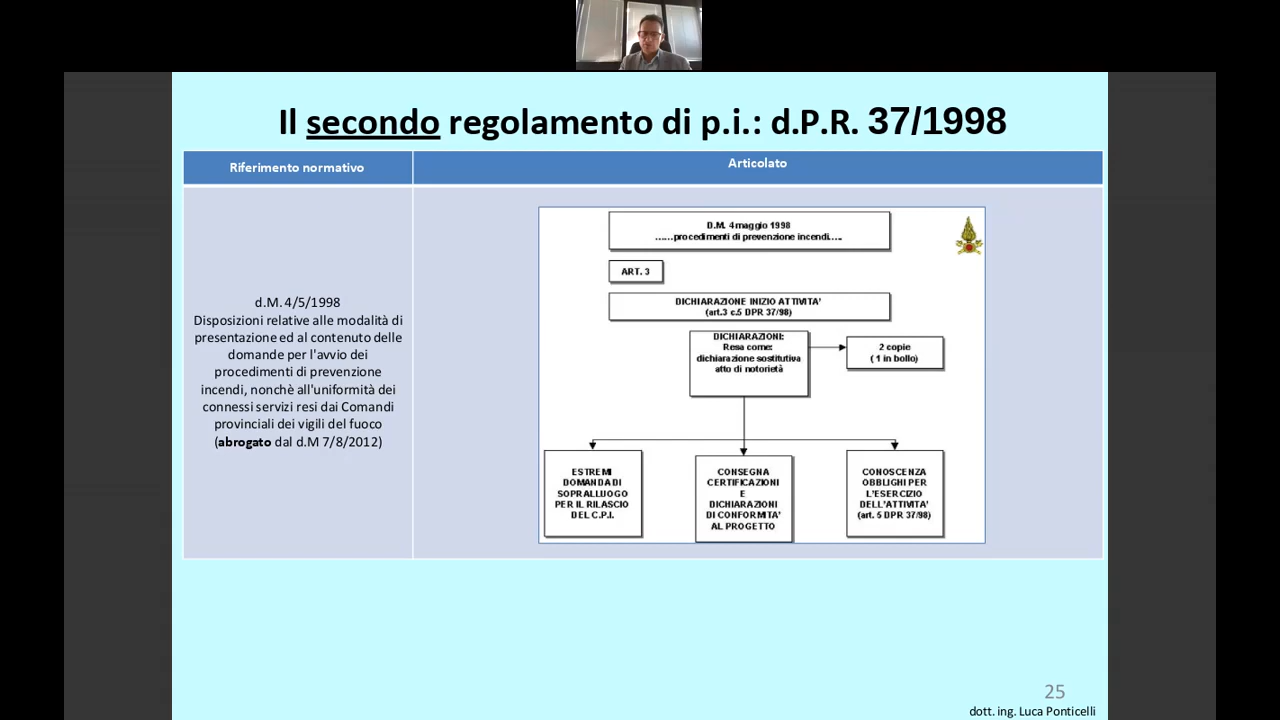 Il secondo regolamento di p.i.: d.P.R. 37/1998
Riferimento normativo
Articolato
d.M. 4/5/1998
Disposizioni relative alle modalità di
presentazione ed al contenuto delle
domande per l'avvio dei
procedimenti di prevenzione
incendi, nonchè all'uniformità dei
connessi servizi resi dai Comandi
provinciali dei vigili del fuoco
(abrogato dal d.M 7/8/2012)
D.M. 4 maggio 1998
......procedimenti di prevenzione incendi.....
ART. 3
DICHIARAZIONE INIZIO ATTIVITA'
(art.3 c.5 DPR 37/98)
DICHIARAZIONE:
Resa come:
dichiarazione sostitutiva
atto di notorietà
2 copie
( 1 in bollo)
ESTREMI
DOMANDA DI
SOPRALLUOGO
PER IL RILASCIO
DEL C.P.I.
CONSEGNA
CERTIFICAZIONI
E
DICHIARAZIONI
DI CONFORMITA'
AL PROGETTO
CONOSCENZA
OBBLIGHI PER
L'ESERCIZIO
DELL'ATTIVITA'
(art. 5 DPR 37/98)
25
dott. ing. Luca Ponticelli